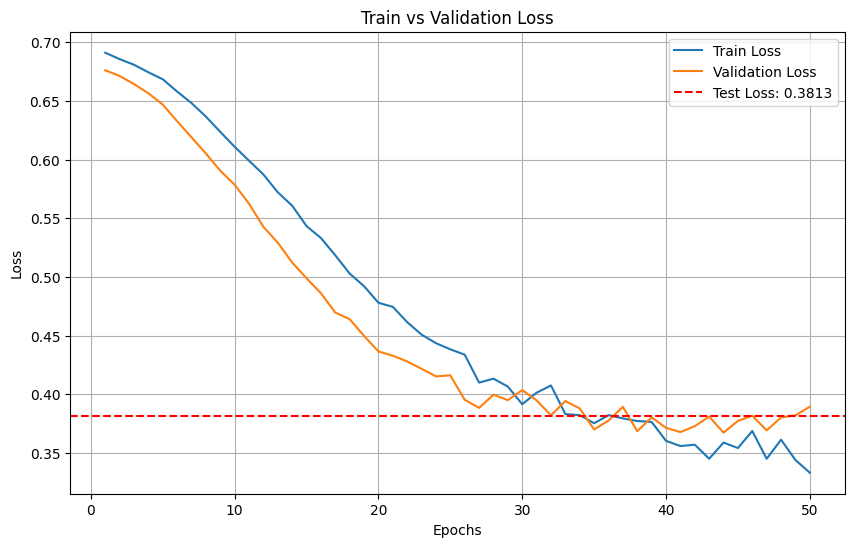 Train vs Validation Loss
Train Loss
Validation Loss
Test Loss: 0.3813
0.70
0.65
0.60
0.55
0.50
0.45
0.40
0.35
Loss
0 10 20 30 40 50
Epochs